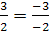 3/2 = -3/-2